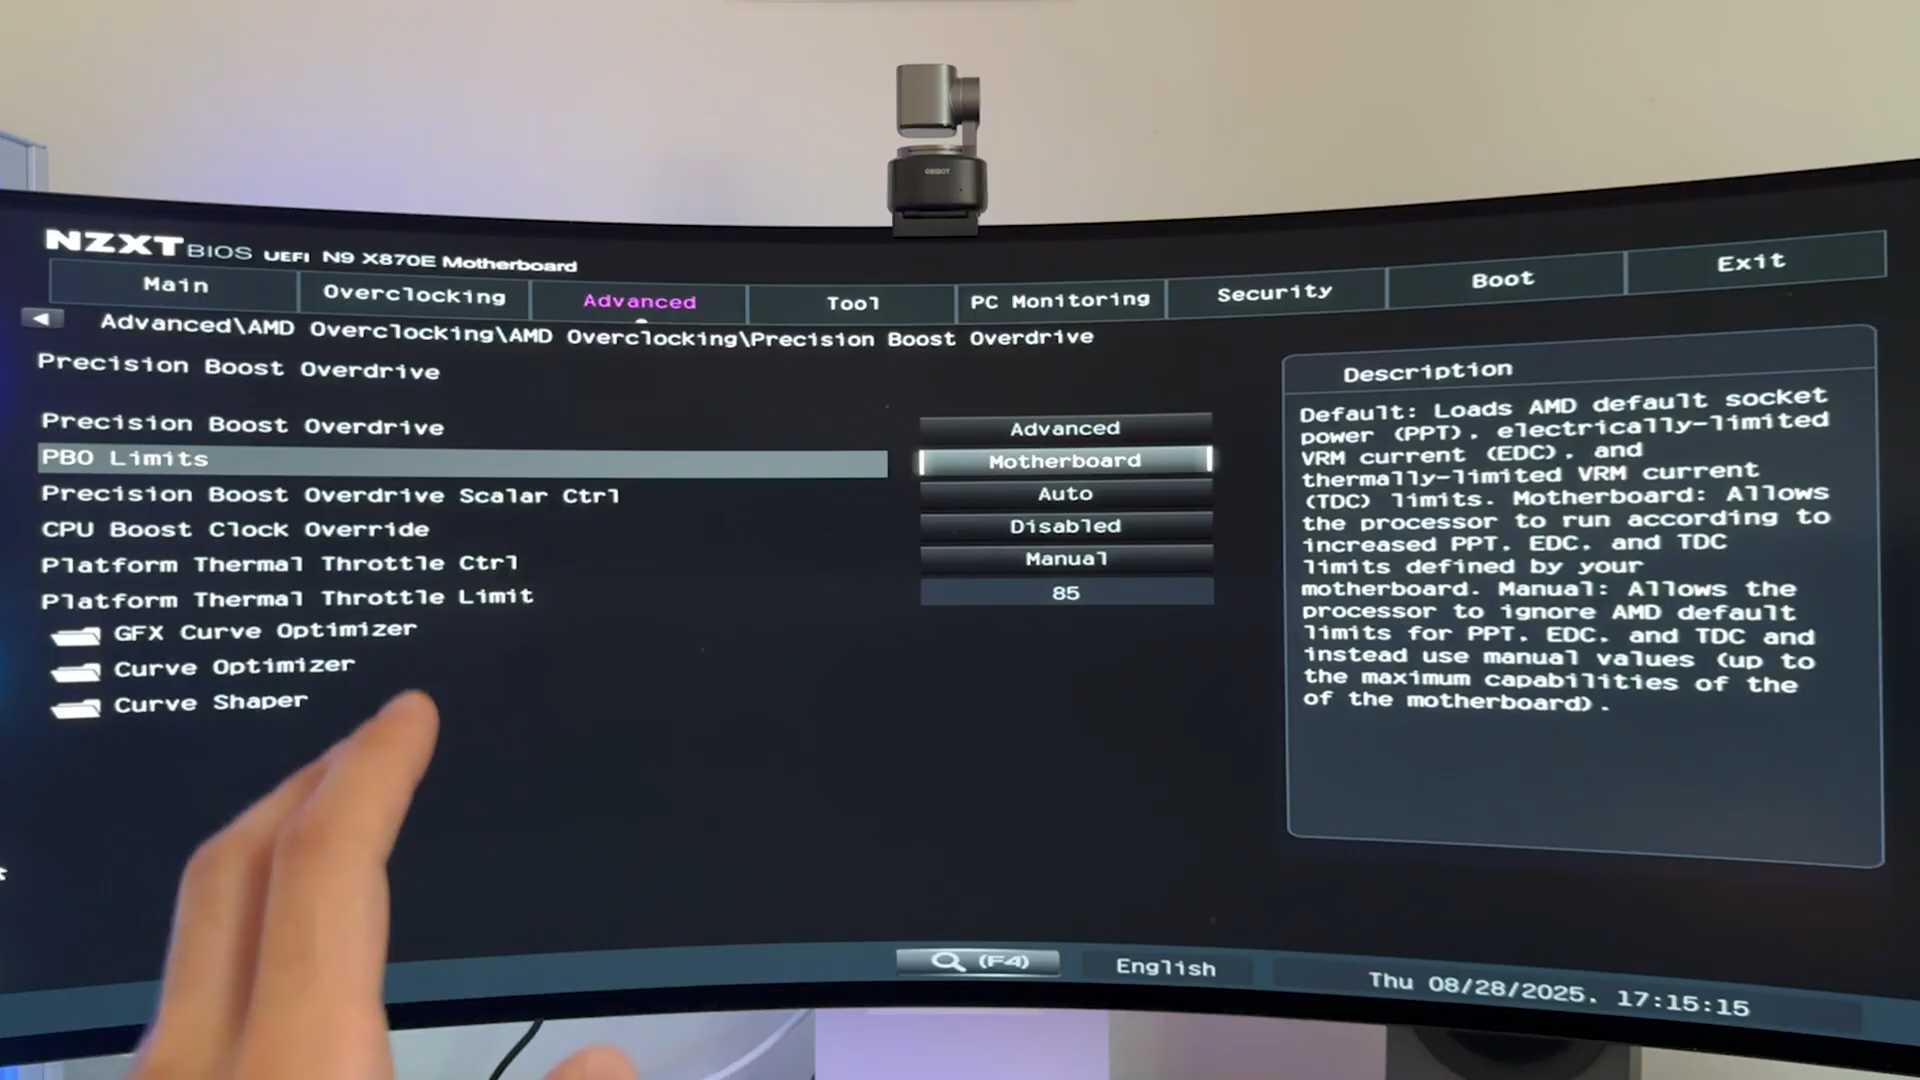 OBSBOT
NZXT BIOS UEFI N9 X870E Motherboard
Main Overclocking Advanced Tool PC Monitoring Security Boot Exit
Advanced\AMD Overclocking\AMD Overclocking\Precision Boost Overdrive
Precision Boost Overdrive
Precision Boost Overdrive Advanced
PBO Limits Motherboard
Precision Boost Overdrive Scalar Ctrl Auto
CPU Boost Clock Override Disabled
Platform Thermal Throttle Ctrl Manual
Platform Thermal Throttle Limit 85
GFX Curve Optimizer
Curve Optimizer
Curve Shaper
Description
Default: Loads AMD default socket
power (PPT), electrically-limited
VRM current (EDC), and
thermally-limited VRM current
(TDC) limits. Motherboard: Allows
the processor to run according to
increased PPT, EDC, and TDC
limits defined by your
motherboard. Manual: Allows the
processor to ignore AMD default
limits for PPT, EDC, and TDC and
instead use manual values (up to
the maximum capabilities of the
of the motherboard).
(F4) English Thu 08/28/2025, 17:15:15